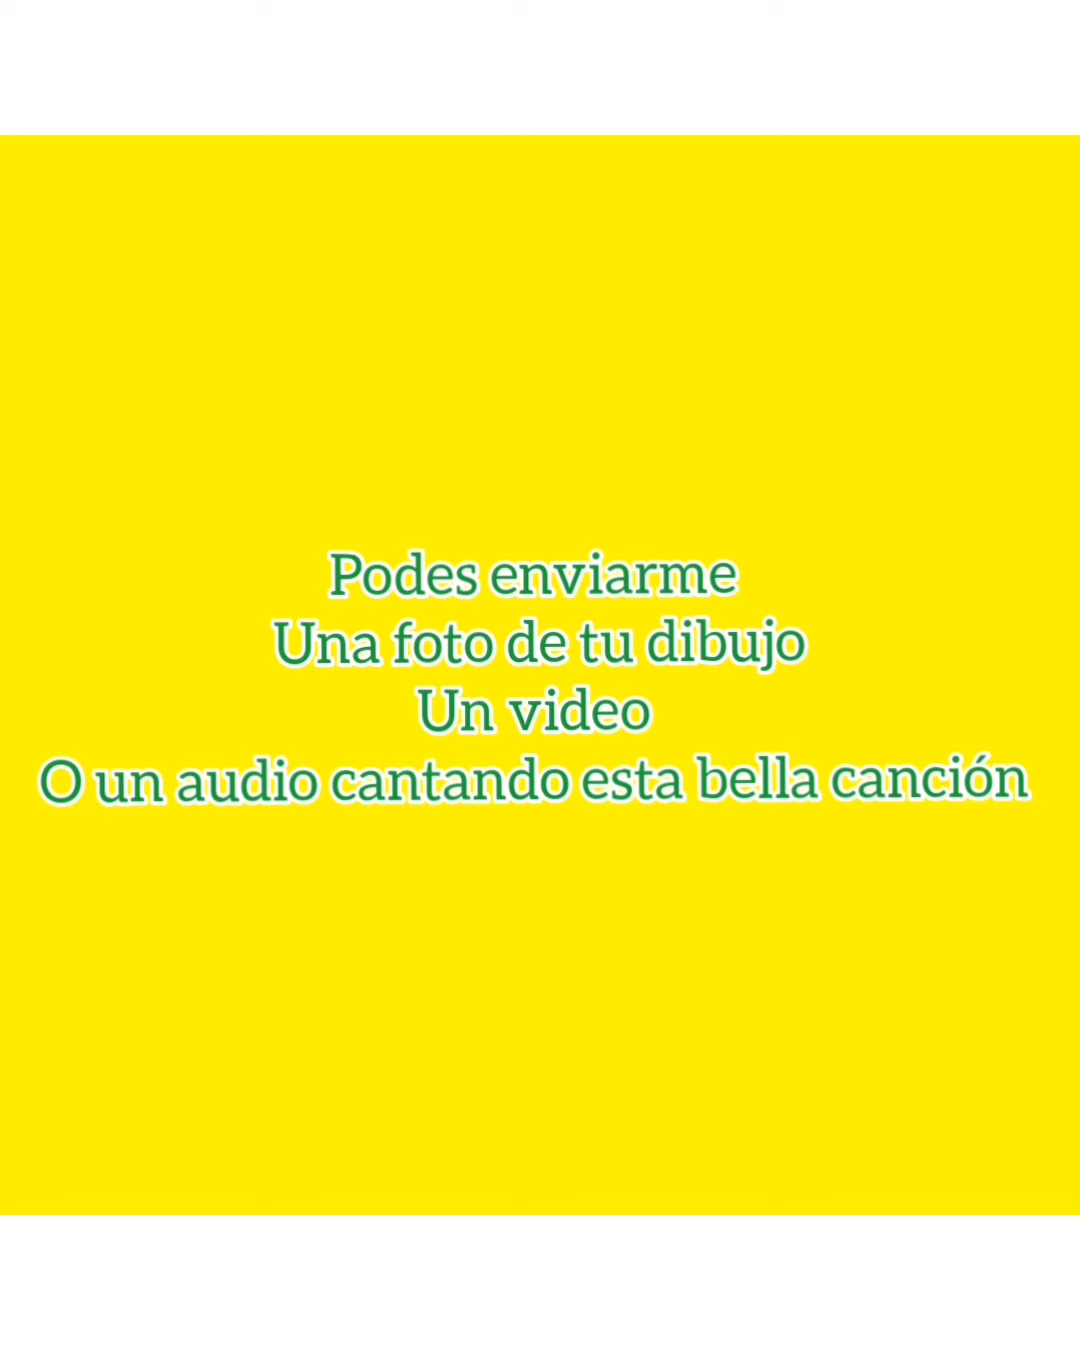 Podes enviarme
Una foto de tu dibujo
Un video
O un audio cantando esta bella canción